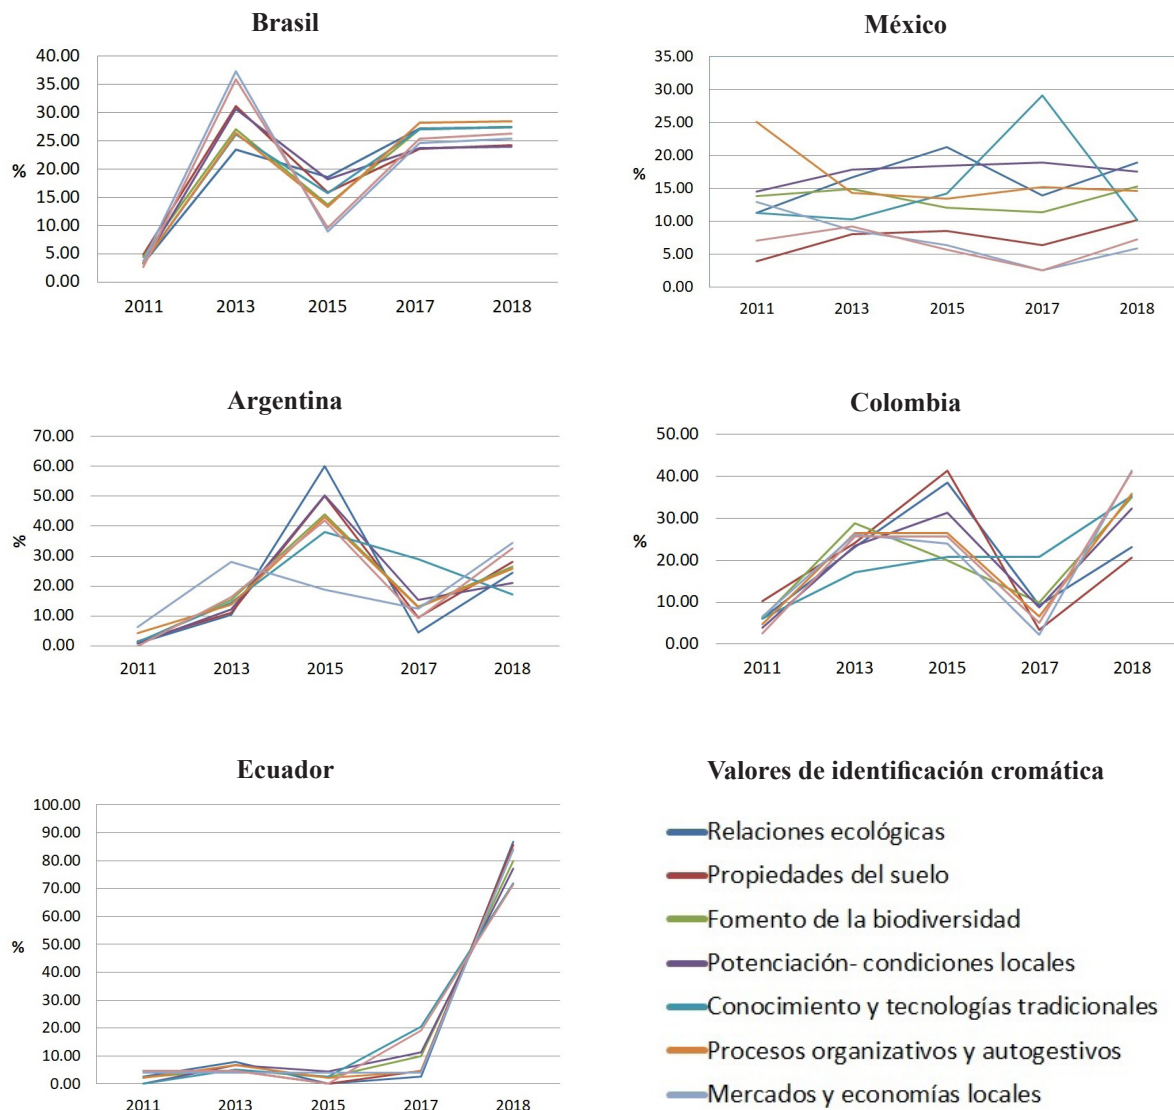 Brasil
40.00
35.00
30.00
25.00
20.00
%
15.00
10.00
5.00
0.00
2011 2013 2015 2017 2018
México
35.00
30.00
25.00
20.00
%
15.00
10.00
5.00
0.00
2011 2013 2015 2017 2018
Argentina
70.00
60.00
50.00
40.00
%
30.00
20.00
10.00
0.00
2011 2013 2015 2017 2018
Colombia
50.00
40.00
30.00
%
20.00
10.00
0.00
2011 2013 2015 2017 2018
Ecuador
100.00
90.00
80.00
70.00
60.00
50.00
%
40.00
30.00
20.00
10.00
0.00
2011 2013 2015 2017 2018
Valores de identificación cromática
Relaciones ecológicas
Propiedades del suelo
Fomento de la biodiversidad
Potenciación- condiciones locales
Conocimiento y tecnologías tradicionales
Procesos organizativos y autogestivos
Mercados y economías locales